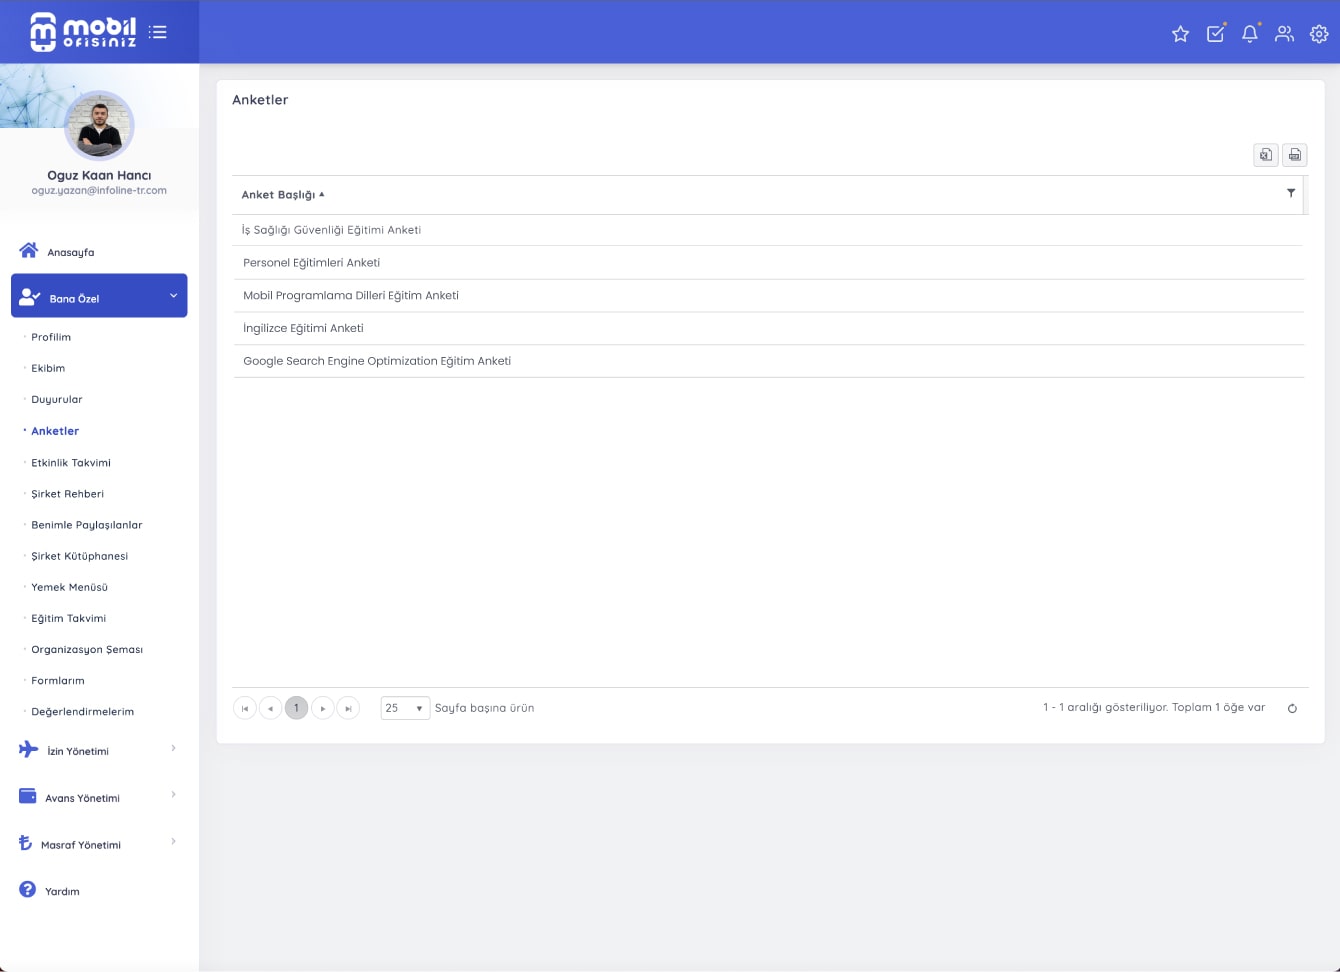 mobil
ofisiniz
Oguz Kaan Hancı
oguz.yazan@infoline-tr.com
Anasayfa
Bana Özel
Profilim
Ekibim
Duyurular
Anketler
Etkinlik Takvimi
Şirket Rehberi
Benimle Paylaşılanlar
Şirket Kütüphanesi
Yemek Menüsü
Eğitim Takvimi
Organizasyon Şeması
Formlarım
Değerlendirmelerim
İzin Yönetimi
Avans Yönetimi
Masraf Yönetimi
Yardım
Anketler
Anket Başlığı
İş Sağlığı Güvenliği Eğitimi Anketi
Personel Eğitimleri Anketi
Mobil Programlama Dilleri Eğitim Anketi
İngilizce Eğitimi Anketi
Google Search Engine Optimization Eğitim Anketi
1 25 Sayfa başına ürün 1 - 1 aralığı gösteriliyor. Toplam 1 öğe var